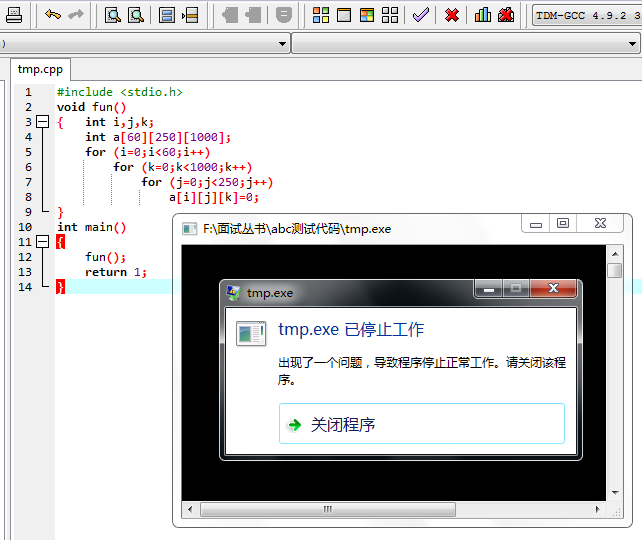 TDM-GCC 4.9.2 3
)
tmp.cpp
1 #include <stdio.h>
2 void fun()
3 { int i,j,k;
4 int a[60][250][1000];
5 for (i=0;i<60;i++)
6 for (k=0;k<1000;k++)
7 for (j=0;j<250;j++)
8 a[i][j][k]=0;
9 }
10 int main()
11 {
12 fun();
13 return 1;
14 }
F:\面试丛书\abc测试代码\tmp.exe
tmp.exe
tmp.exe 已停止工作
出现了一个问题，导致程序停止正常工作。请关闭该程
序。
关闭程序